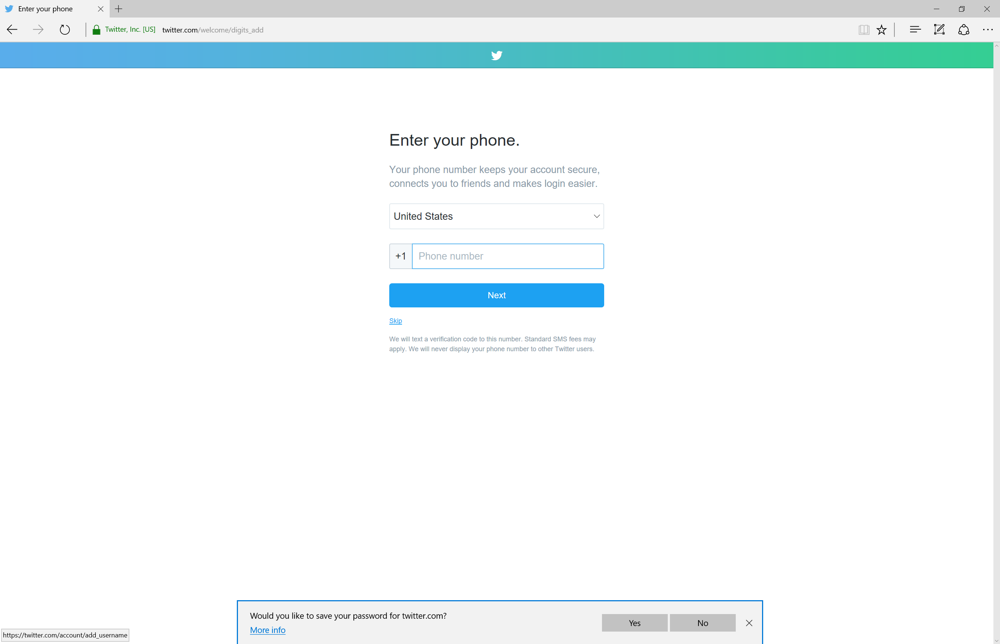 Enter your phone
Twitter, Inc. [US] twitter.com/welcome/digits_add
Enter your phone.
Your phone number keeps your account secure,
connects you to friends and makes login easier.
United States
+1 Phone number
Next
Skip
We will text a verification code to this number. Standard SMS fees may
apply. We will never display your phone number to other Twitter users.
Would you like to save your password for twitter.com?
More info
Yes No
https://twitter.com/account/add_username